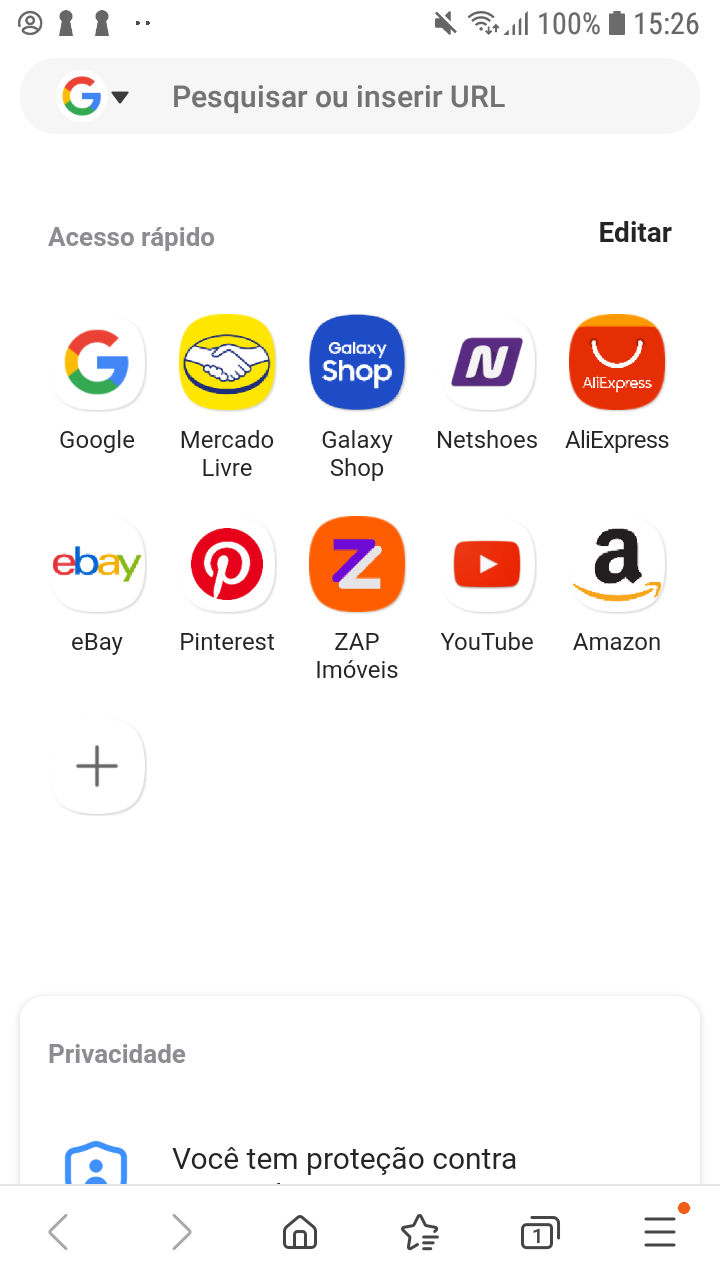 100% 15:26
Pesquisar ou inserir URL
Acesso rápido
Editar
Galaxy
Shop
N
AliExpress
Google
Mercado
Livre
Galaxy
Shop
Netshoes
AliExpress
ebay
Z
a
eBay
Pinterest
ZAP
Imóveis
YouTube
Amazon
Privacidade
Você tem proteção contra
1